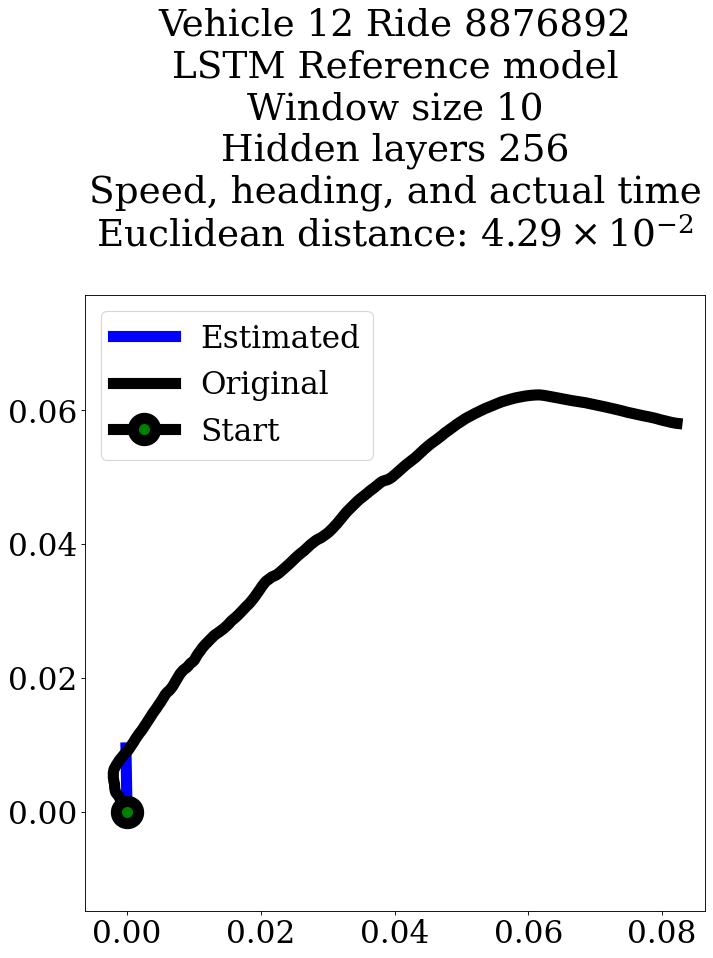 Vehicle 12 Ride 8876892
LSTM Reference model
Window size 10
Hidden layers 256
Speed, heading, and actual time
Euclidean distance: 4.29 × 10⁻²
Estimated
Original
Start
0.06
0.04
0.02
0.00
0.00 0.02 0.04 0.06 0.08